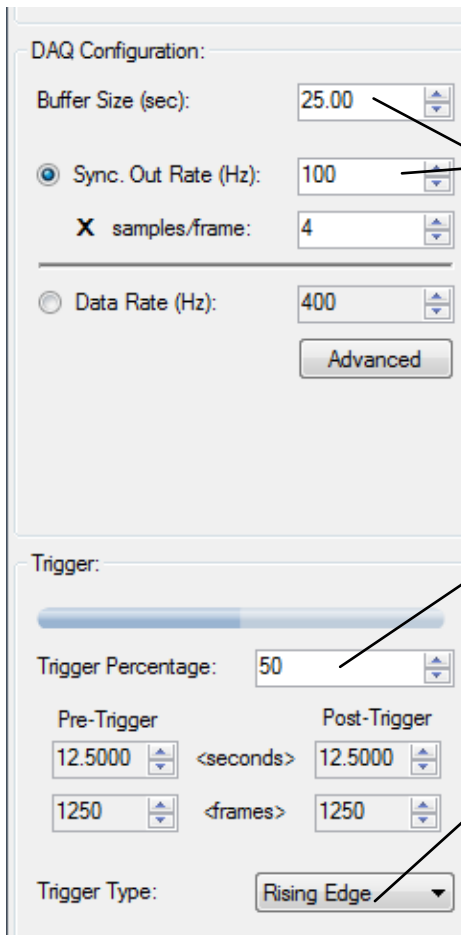 DAQ Configuration:
Buffer Size (sec): 25.00
Sync. Out Rate (Hz): 100
X samples/frame: 4
Data Rate (Hz): 400
Advanced
Trigger:
Trigger Percentage: 50
Pre-Trigger Post-Trigger
12.5000 <seconds> 12.5000
1250 <frames> 1250
Trigger Type: Rising Edge